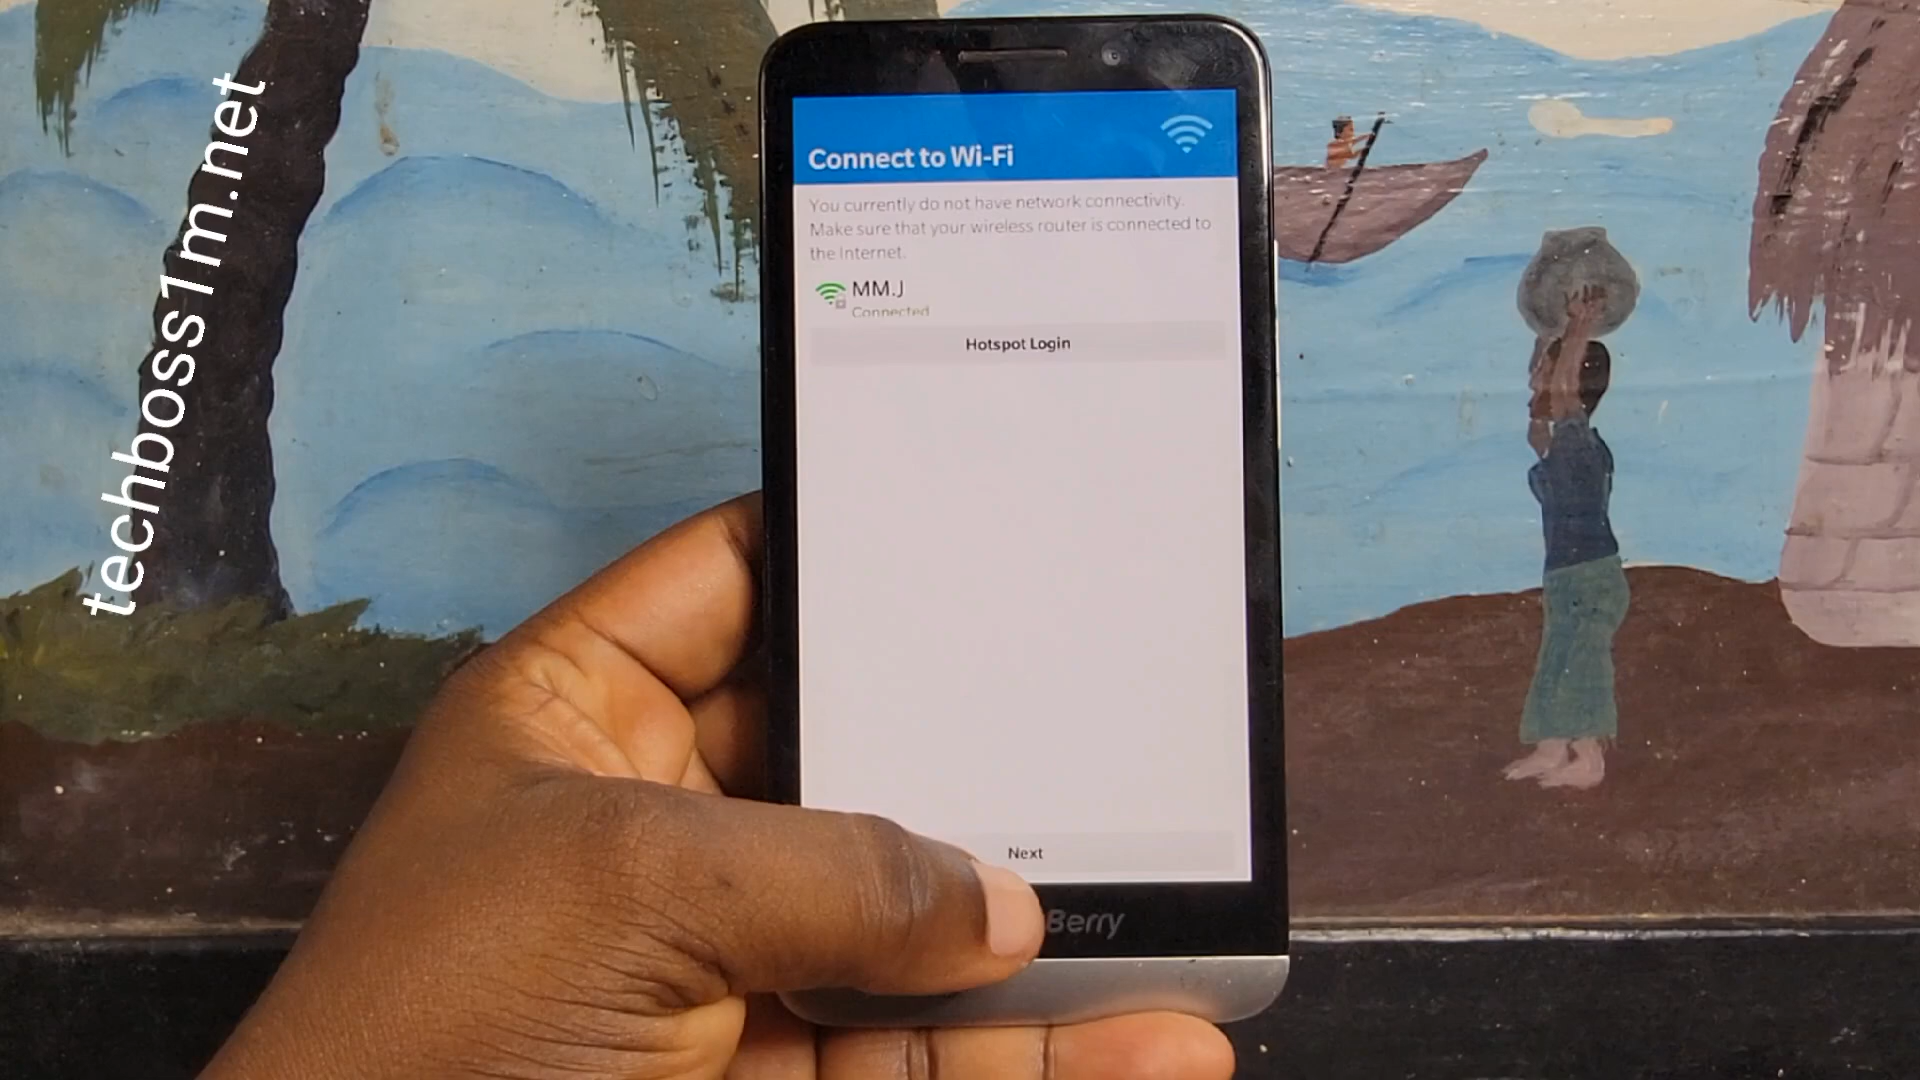 techboss1m.net
Connect to Wi-Fi
You currently do not have network connectivity.
Make sure that your wireless router is connected to
the Internet.
MM.J
Connected
Hotspot Login
Next
Berry